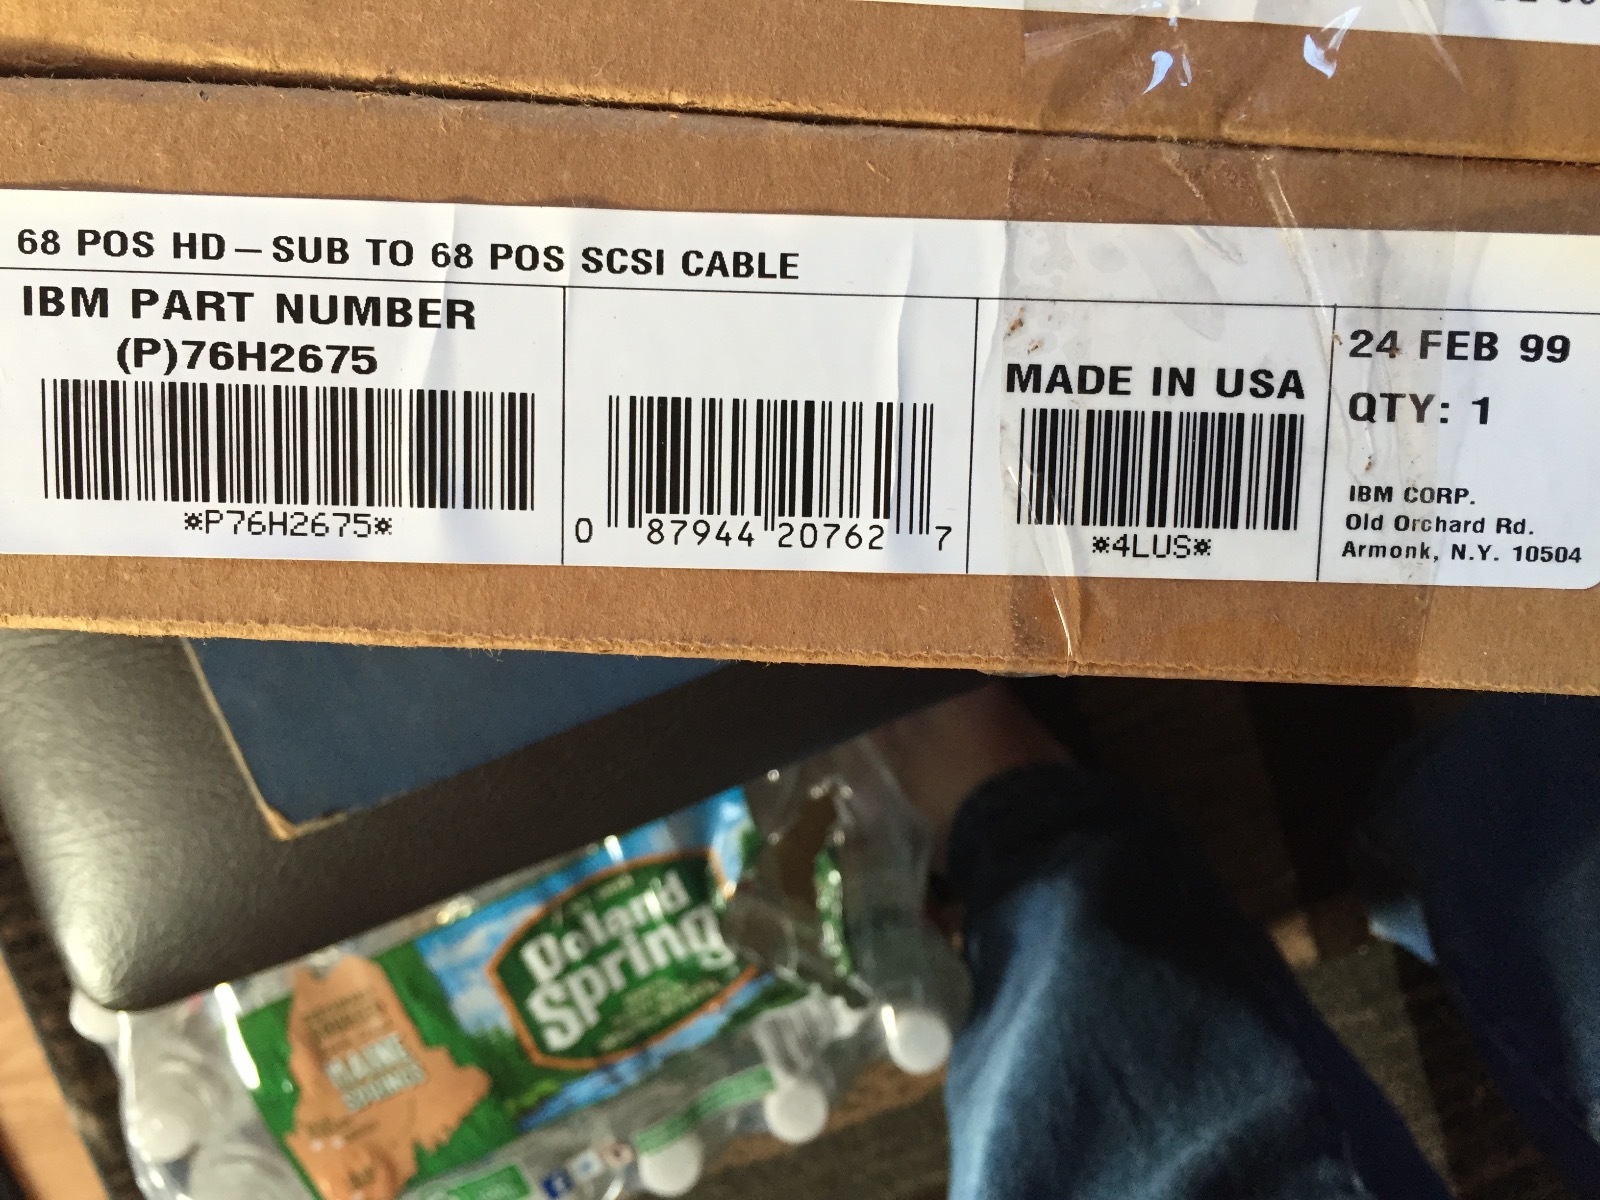 68 POS HD – SUB TO 68 POS SCSI CABLE
IBM PART NUMBER
(P)76H2675
*P76H2675*
0 87944 20762 7
MADE IN USA
*4LUS*
24 FEB 99
QTY: 1
IBM CORP.
Old Orchard Rd.
Armonk, N.Y. 10504
Poland
Spring
MAINE
SPRINGS